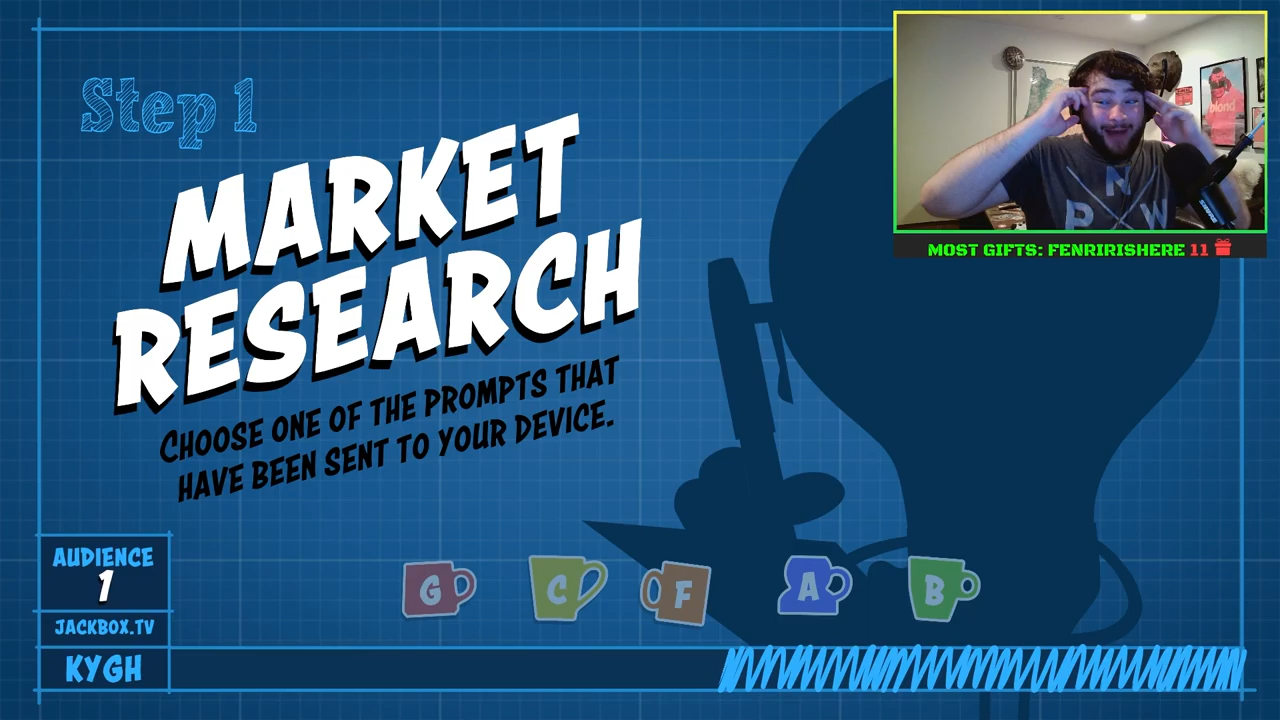 Step 1
MARKET
RESEARCH
CHOOSE ONE OF THE PROMPTS THAT
HAVE BEEN SENT TO YOUR DEVICE.
AUDIENCE
1
JACKBOX.TV
KYGH
G
C
F
A
B
blond
N
P W
MOST GIFTS: FENRIRISHERE 11